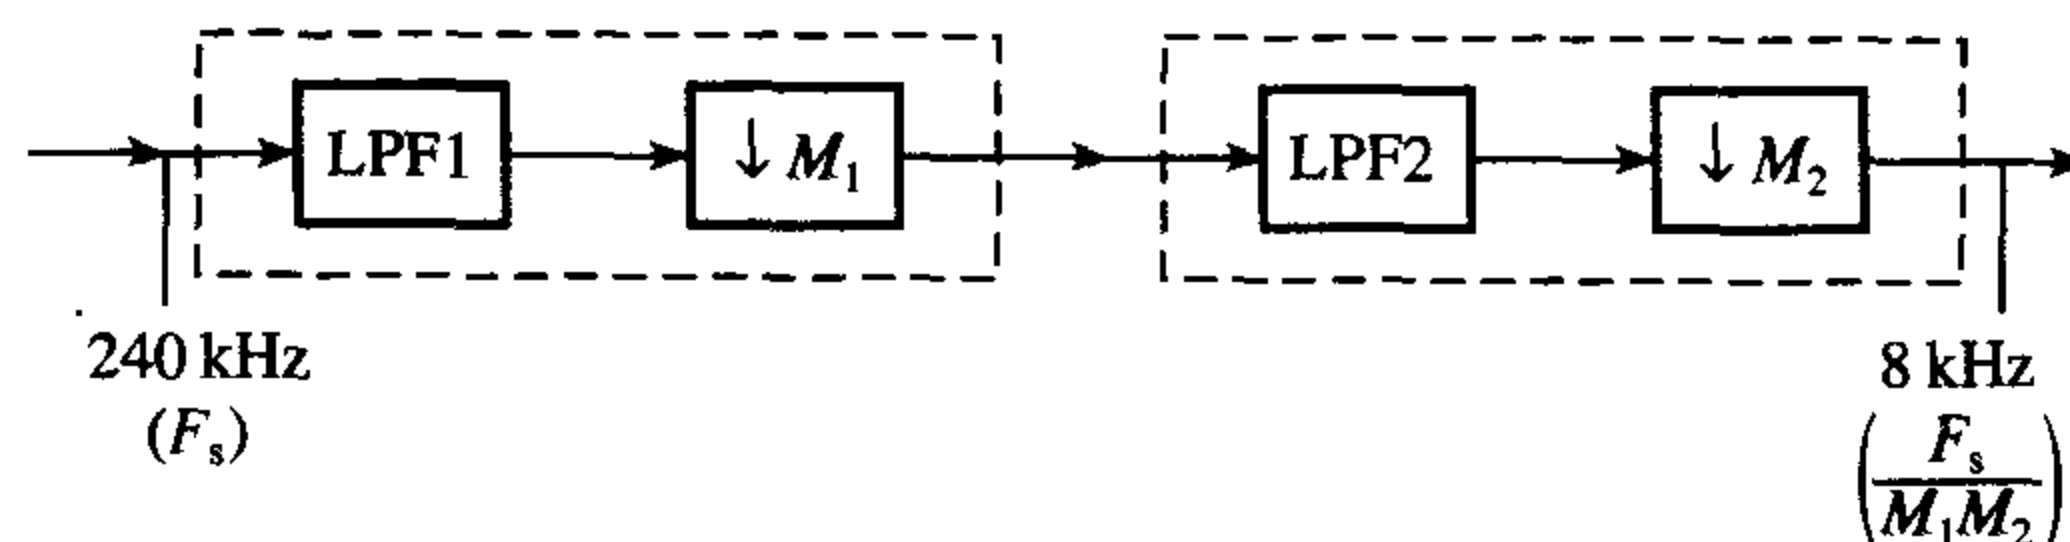 LPF1
↓ M₁
LPF2
↓ M₂
240 kHz
(Fₛ)
8 kHz
(Fₛ / M₁M₂)